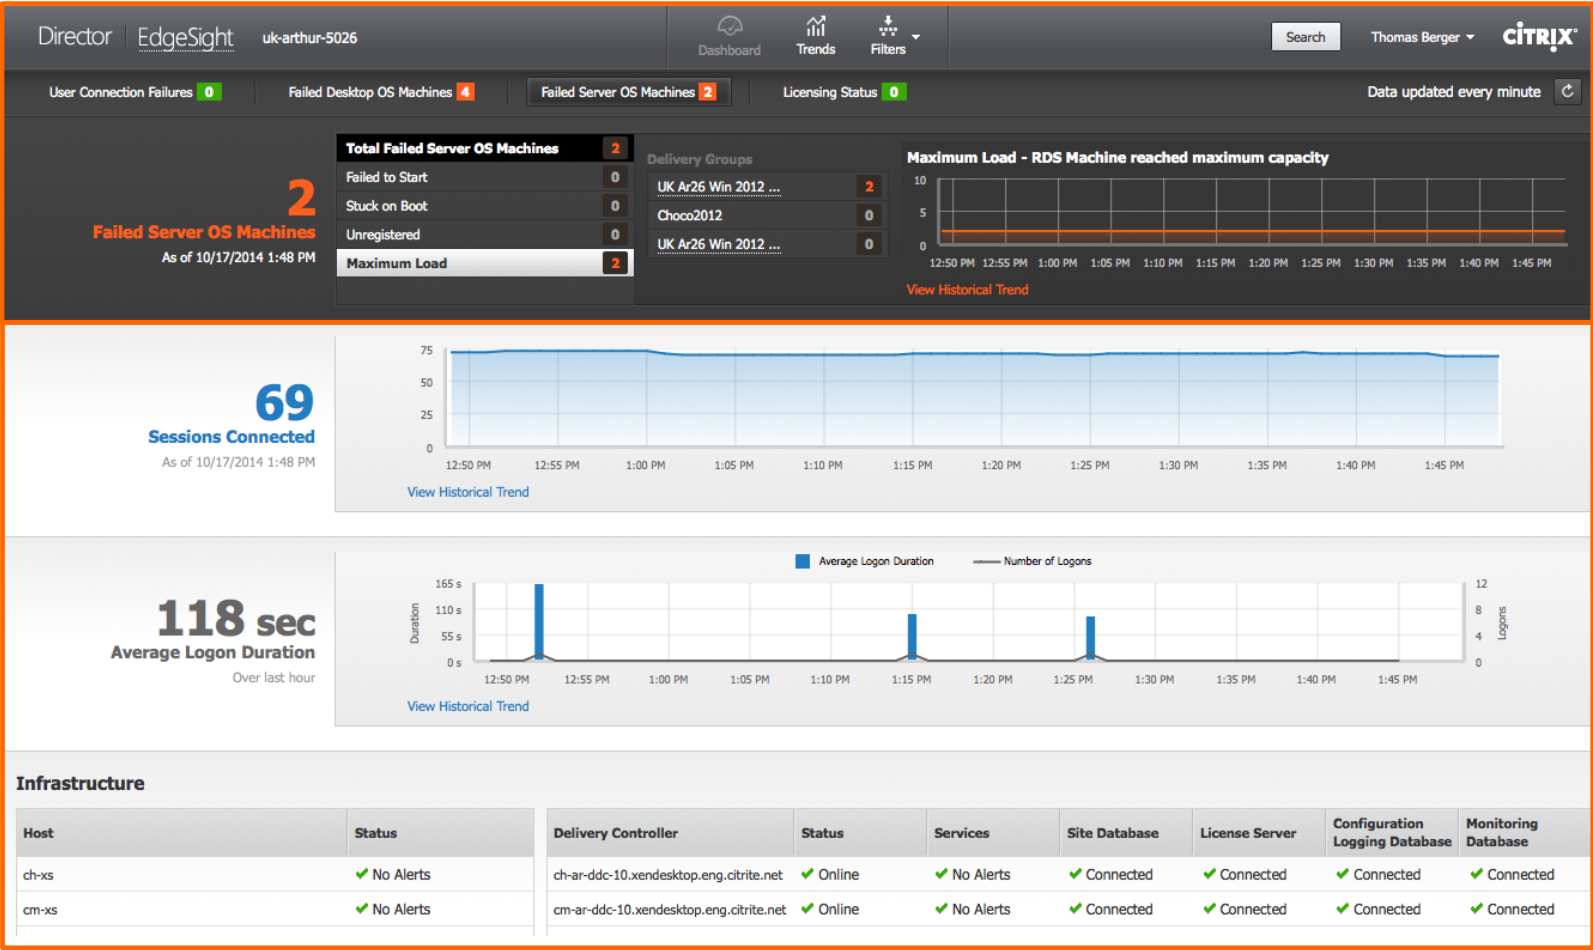 Director EdgeSight uk-arthur-5026
Dashboard Trends Filters
Search Thomas Berger CİTRIX
User Connection Failures 0 Failed Desktop OS Machines 4 Failed Server OS Machines 2 Licensing Status 0 Data updated every minute
2
Failed Server OS Machines
As of 10/17/2014 1:48 PM
Total Failed Server OS Machines 2
Failed to Start 0
Stuck on Boot 0
Unregistered 0
Maximum Load 2
Delivery Groups
UK Ar26 Win 2012 ... 2
Choco2012 0
UK Ar26 Win 2012 ... 0
Maximum Load - RDS Machine reached maximum capacity
10
5
0
12:50 PM 12:55 PM 1:00 PM 1:05 PM 1:10 PM 1:15 PM 1:20 PM 1:25 PM 1:30 PM 1:35 PM 1:40 PM 1:45 PM
View Historical Trend
69
Sessions Connected
As of 10/17/2014 1:48 PM
75
50
25
0
12:50 PM 12:55 PM 1:00 PM 1:05 PM 1:10 PM 1:15 PM 1:20 PM 1:25 PM 1:30 PM 1:35 PM 1:40 PM 1:45 PM
View Historical Trend
118 sec
Average Logon Duration
Over last hour
Average Logon Duration Number of Logons
Duration
165 s
110 s
55 s
0 s
12
8
4
0
Logons
12:50 PM 12:55 PM 1:00 PM 1:05 PM 1:10 PM 1:15 PM 1:20 PM 1:25 PM 1:30 PM 1:35 PM 1:40 PM 1:45 PM
View Historical Trend
Infrastructure
Host Status
ch-xs No Alerts
cm-xs No Alerts
Delivery Controller Status Services Site Database License Server Configuration Logging Database Monitoring Database
ch-ar-ddc-10.xendesktop.eng.citrite.net Online No Alerts Connected Connected Connected Connected
cm-ar-ddc-10.xendesktop.eng.citrite.net Online No Alerts Connected Connected Connected Connected